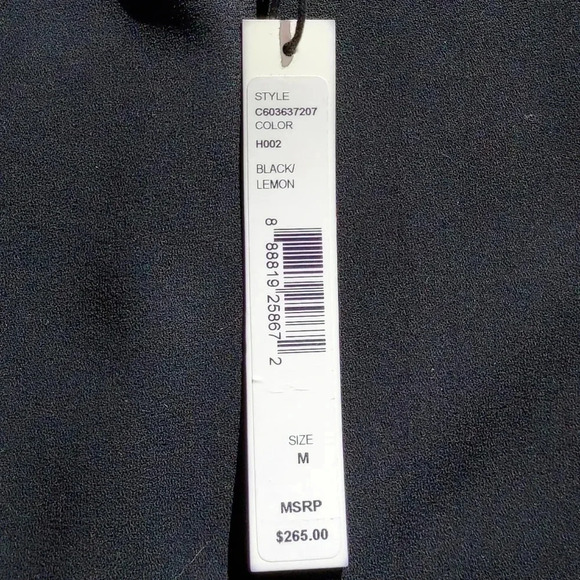 STYLE
C603637207
COLOR
H002
BLACK/
LEMON
8 88819 25867 2
SIZE
M
MSRP
$265.00